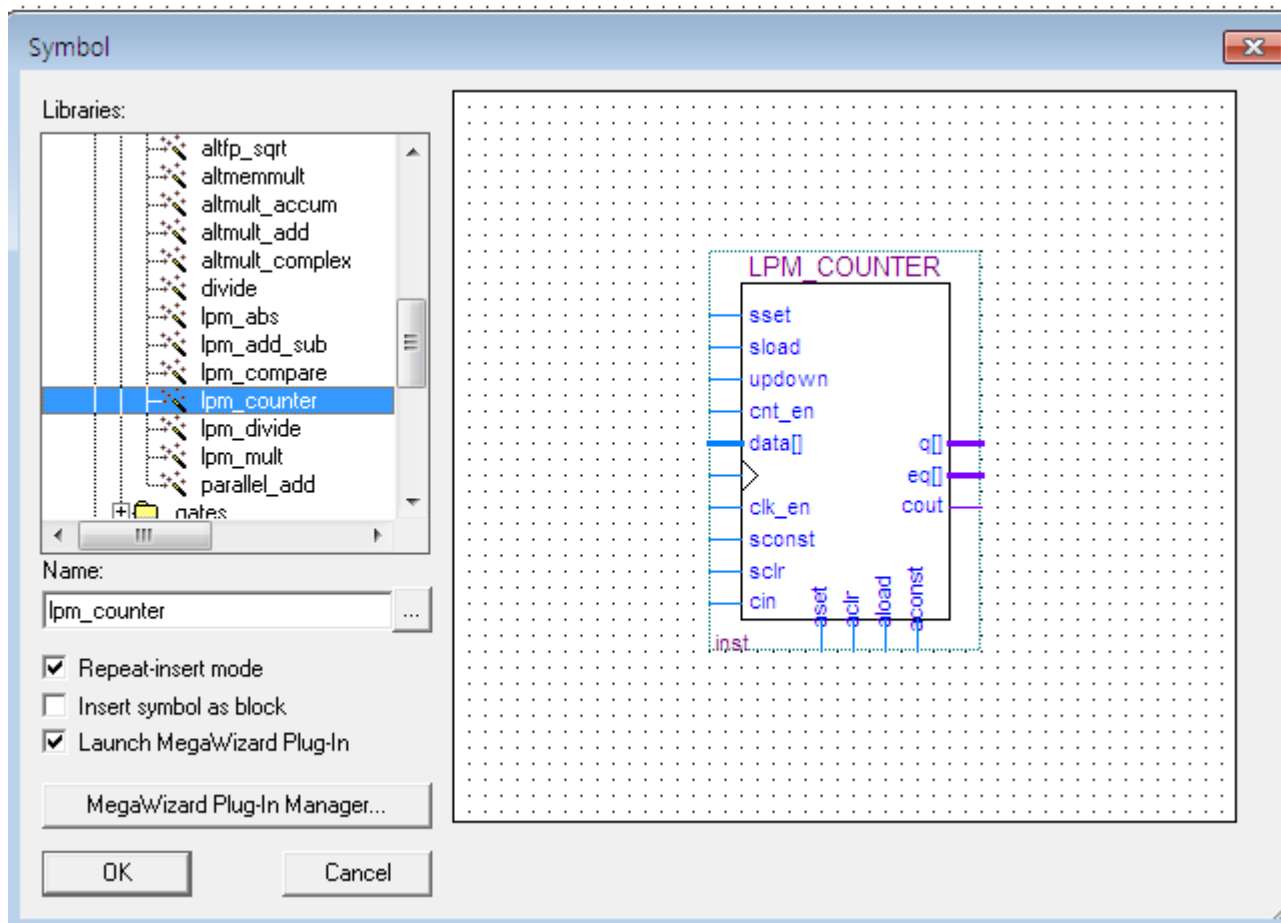 Symbol
Libraries:
altfp_sqrt
altmemmult
altmult_accum
altmult_add
altmult_complex
divide
lpm_abs
lpm_add_sub
lpm_compare
lpm_counter
lpm_divide
lpm_mult
parallel_add
gates
Name:
lpm_counter
...
Repeat-insert mode
Insert symbol as block
Launch MegaWizard Plug-In
MegaWizard Plug-In Manager...
OK
Cancel
LPM_COUNTER
sset
sload
updown
cnt_en
data[]
q[]
eq[]
clk_en
cout
sconst
sclr
cin
aset
aclr
aload
aconst
inst